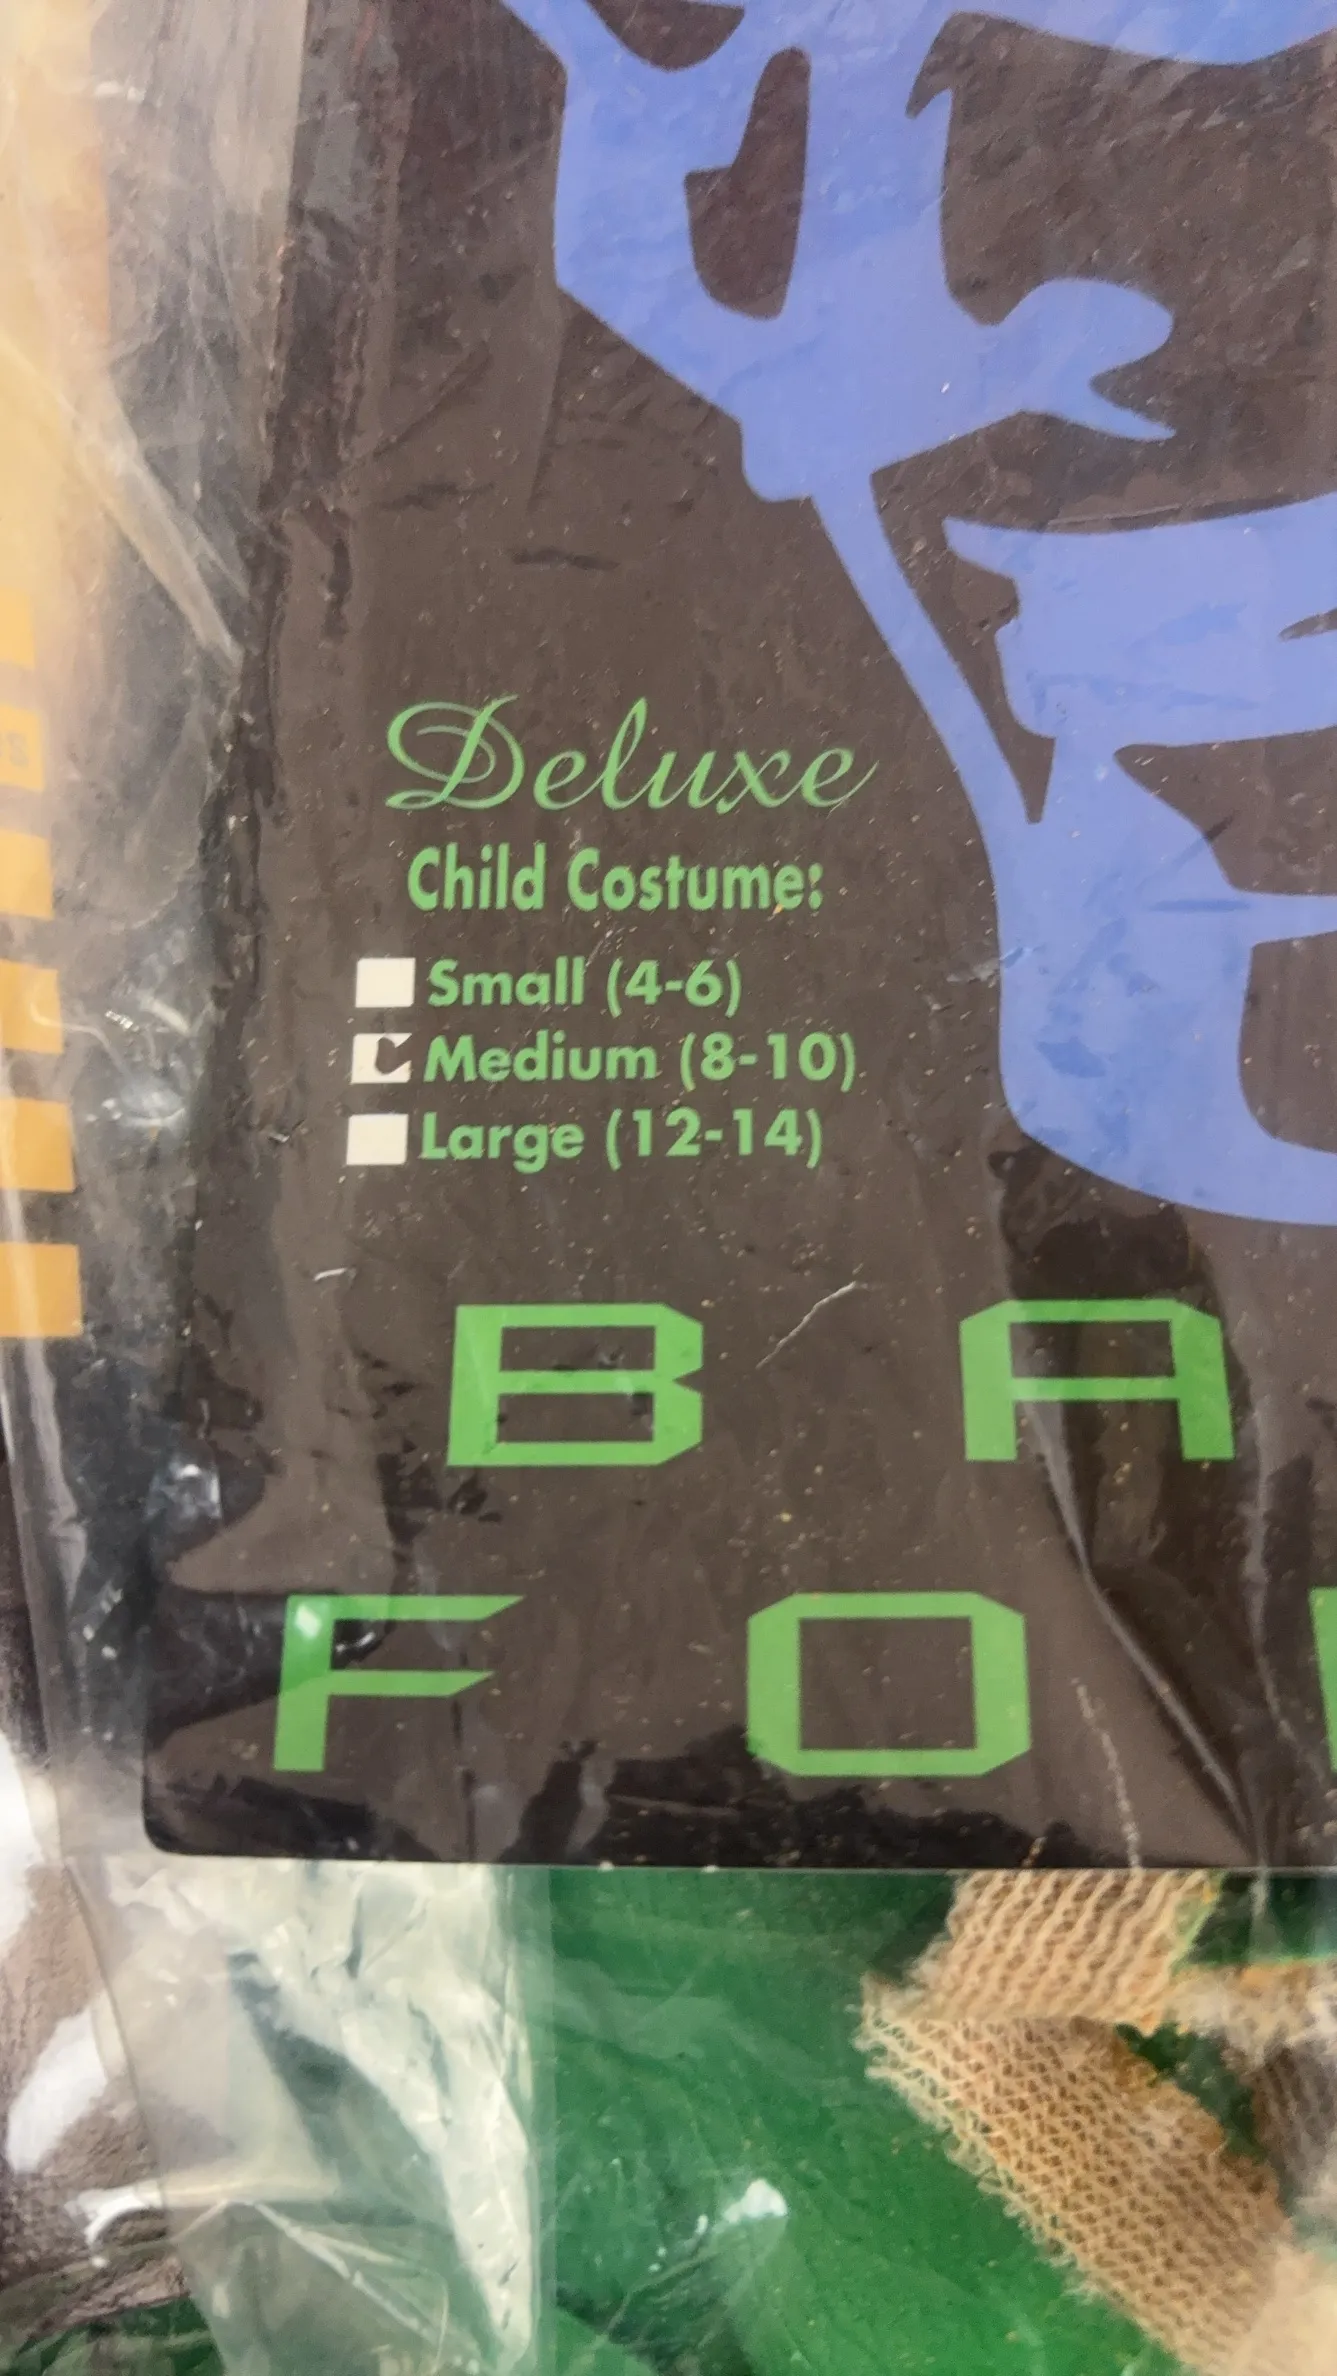 Deluxe
Child Costume:
Small (4-6)
Medium (8-10)
Large (12-14)
B A
F O